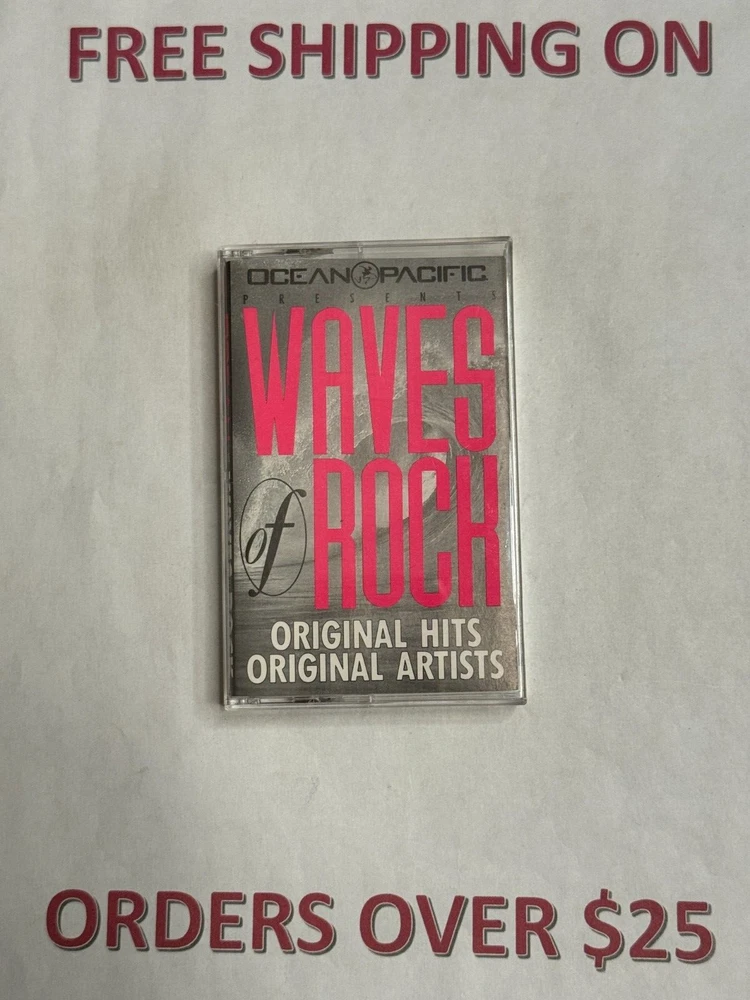 FREE SHIPPING ON
OCEAN PACIFIC
PRESENTS
WAVES
of ROCK
ORIGINAL HITS
ORIGINAL ARTISTS
ORDERS OVER $25